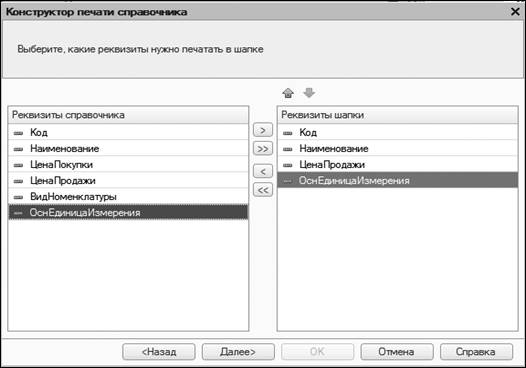 Конструктор печати справочника
Выберите, какие реквизиты нужно печатать в шапке
Реквизиты справочника
Код
Наименование
ЦенаПокупки
ЦенаПродажи
ВидНоменклатуры
ОснЕдиницаИзмерения
>
>>
<
<<
Реквизиты шапки
Код
Наименование
ЦенаПродажи
ОснЕдиницаИзмерения
<Назад
Далее>
OK
Отмена
Справка